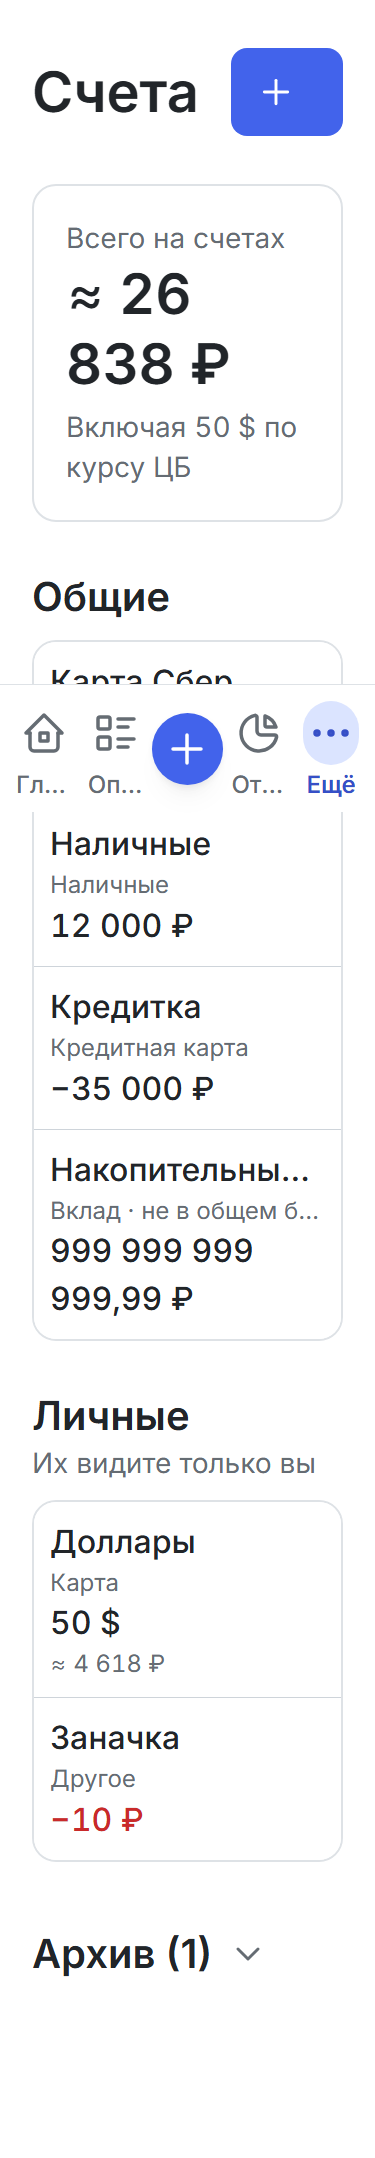 Счета
Всего на счетах
≈ 26
838 ₽
Включая 50 $ по
курсу ЦБ
Общие
Карта Сбер
Гл...
Оп...
От...
Ещё
Наличные
Наличные
12 000 ₽
Кредитка
Кредитная карта
−35 000 ₽
Накопительны...
Вклад · не в общем б...
999 999 999
999,99 ₽
Личные
Их видите только вы
Доллары
Карта
50 $
≈ 4 618 ₽
Заначка
Другое
−10 ₽
Архив (1)